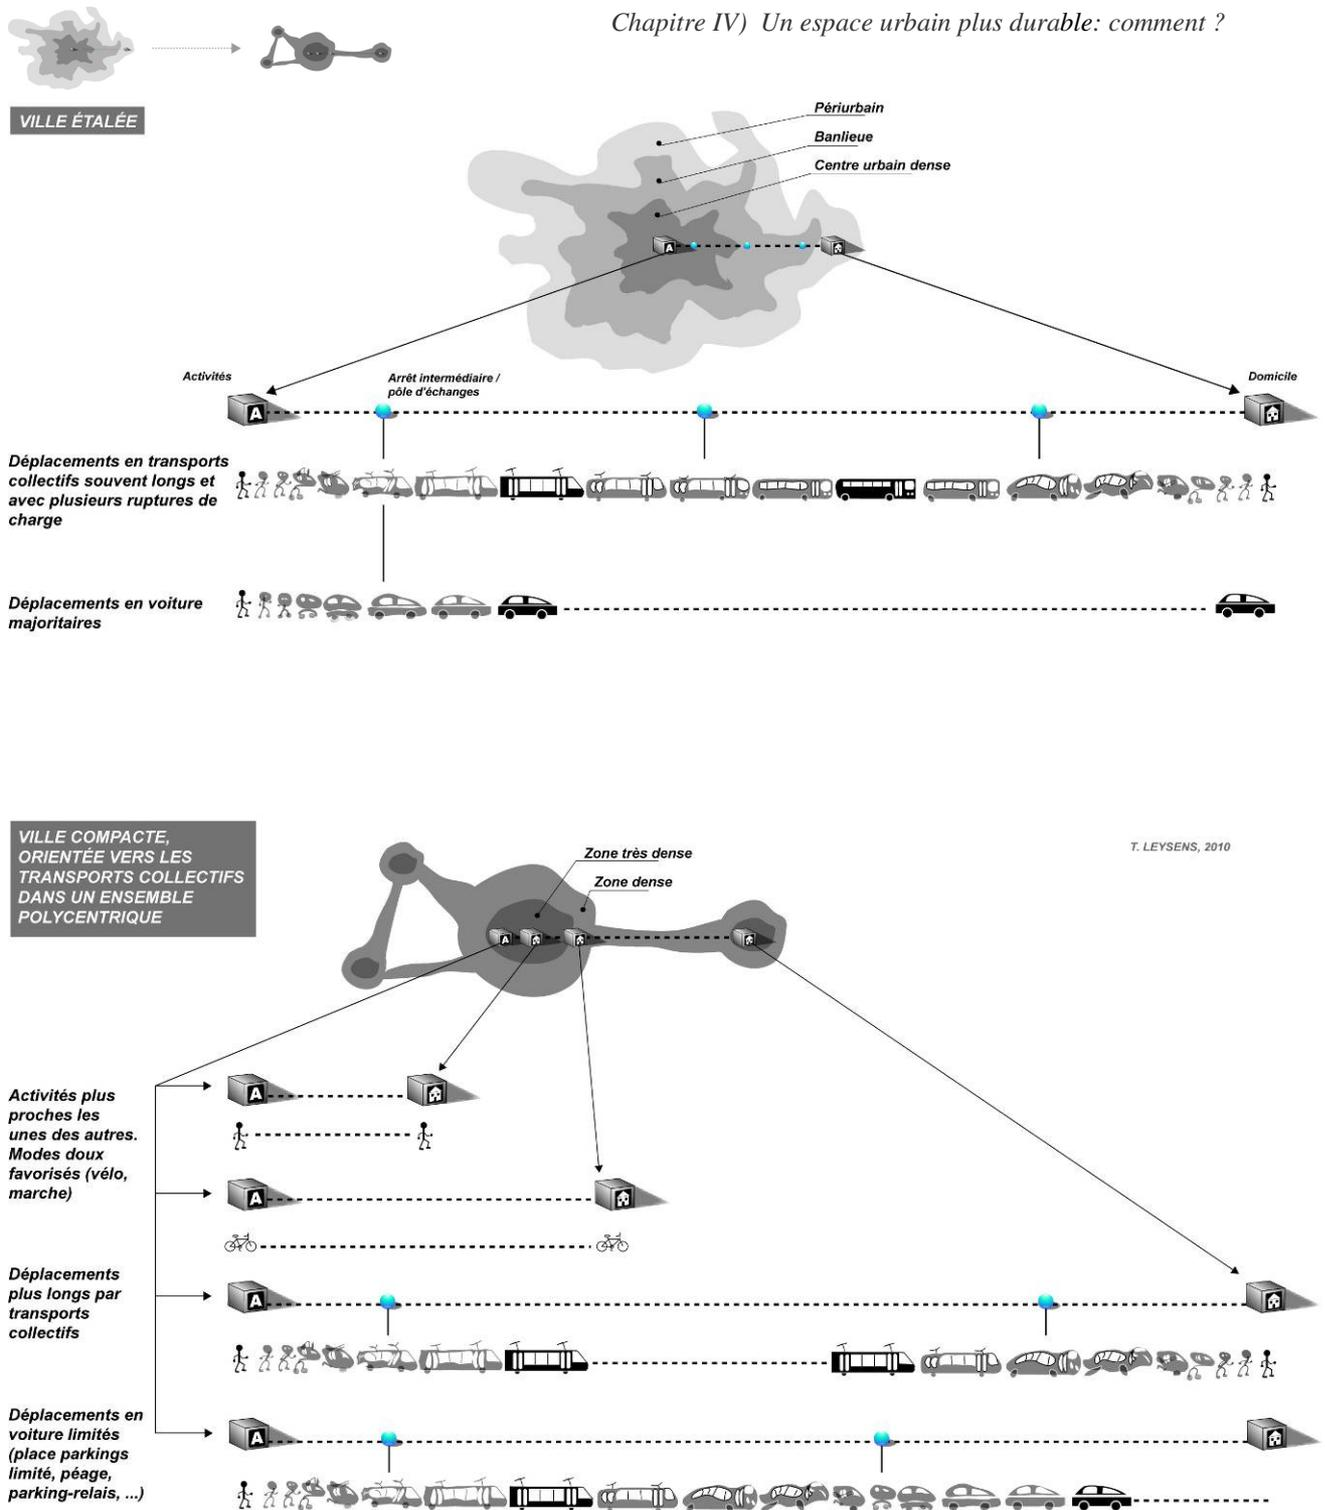 Chapitre IV) Un espace urbain plus durable: comment ?
VILLE ÉTALÉE
Périurbain
Banlieue
Centre urbain dense
A
Activités
Arrêt intermédiaire /
pôle d'échanges
Domicile
A
Déplacements en transports
collectifs souvent longs et
avec plusieurs ruptures de
charge
Déplacements en voiture
majoritaires
VILLE COMPACTE,
ORIENTÉE VERS LES
TRANSPORTS COLLECTIFS
DANS UN ENSEMBLE
POLYCENTRIQUE
T. LEYSENS, 2010
Zone très dense
Zone dense
A
Activités plus
proches les
unes des autres.
Modes doux
favorisés (vélo,
marche)
A
A
Déplacements
plus longs par
transports
collectifs
A
Déplacements en
voiture limités
(place parkings
limité, péage,
parking-relais, ...)
A